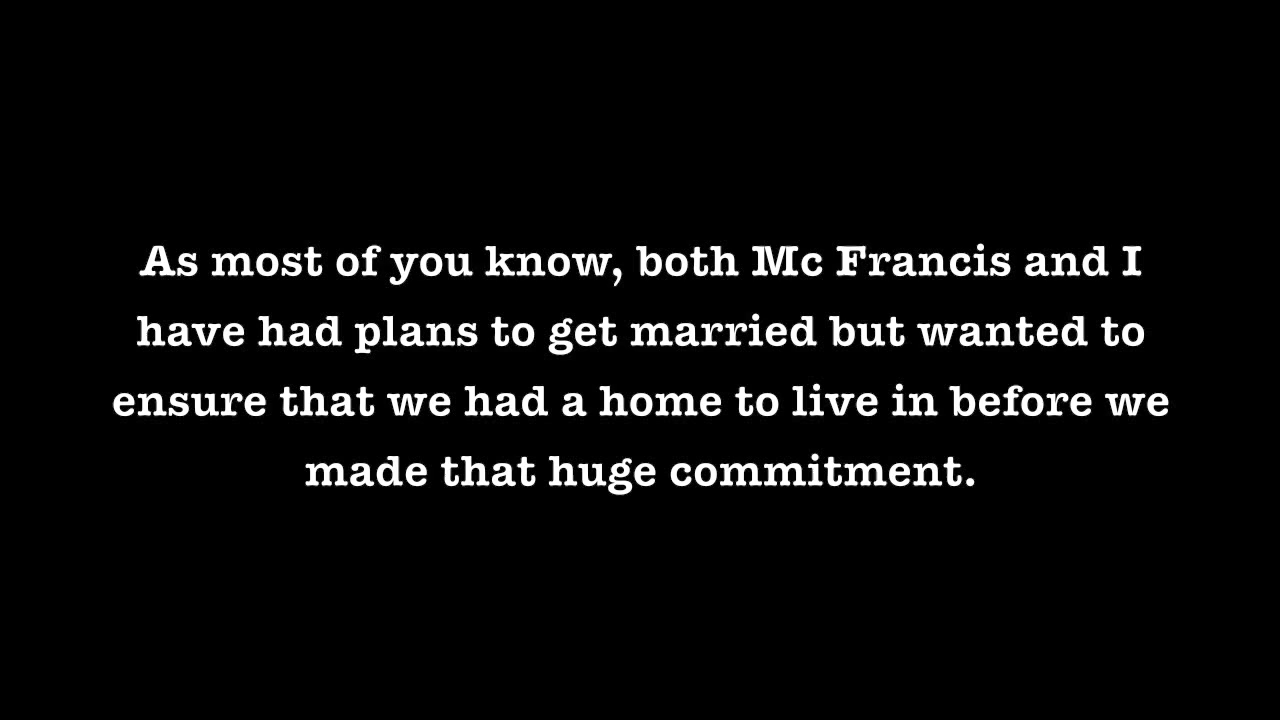 As most of you know, both Mc Francis and I
have had plans to get married but wanted to
ensure that we had a home to live in before we
made that huge commitment.